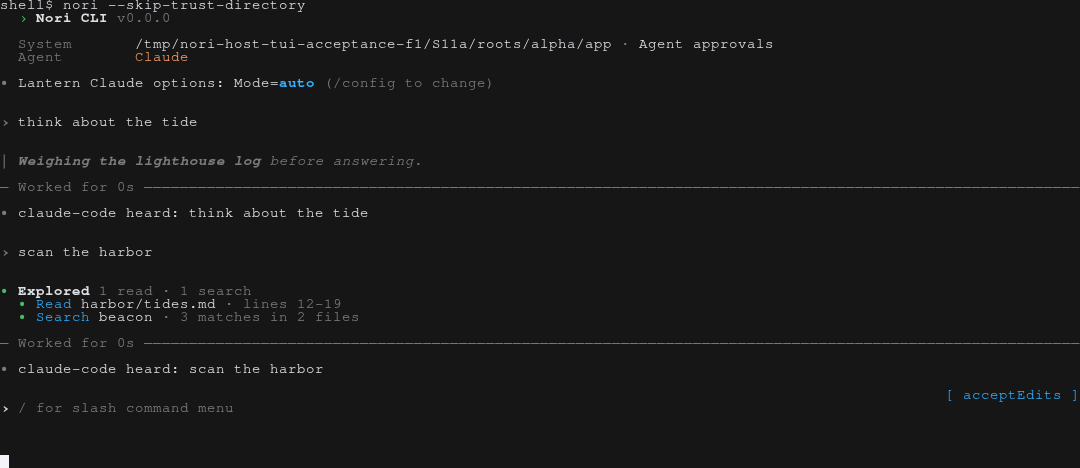 shell$ nori --skip-trust-directory
› Nori CLI v0.0.0
System /tmp/nori-host-tui-acceptance-f1/S11a/roots/alpha/app · Agent approvals
Agent Claude
• Lantern Claude options: Mode=auto (/config to change)
› think about the tide
│ Weighing the lighthouse log before answering.
─ Worked for 0s ─
• claude-code heard: think about the tide
› scan the harbor
• Explored 1 read · 1 search
• Read harbor/tides.md · lines 12-19
• Search beacon · 3 matches in 2 files
─ Worked for 0s ─
• claude-code heard: scan the harbor
[ acceptEdits ]
› / for slash command menu